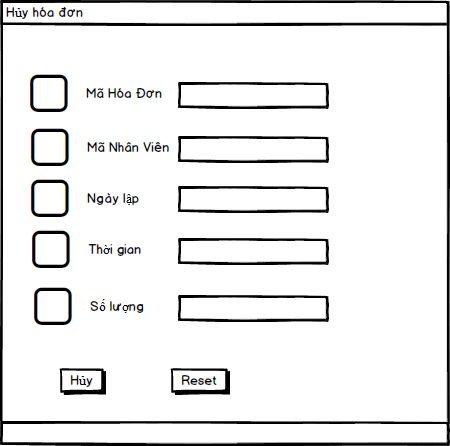 Hủy hóa đơn
Mã Hóa Đơn
Mã Nhân Viên
Ngày lập
Thời gian
Số lượng
Hủy
Reset